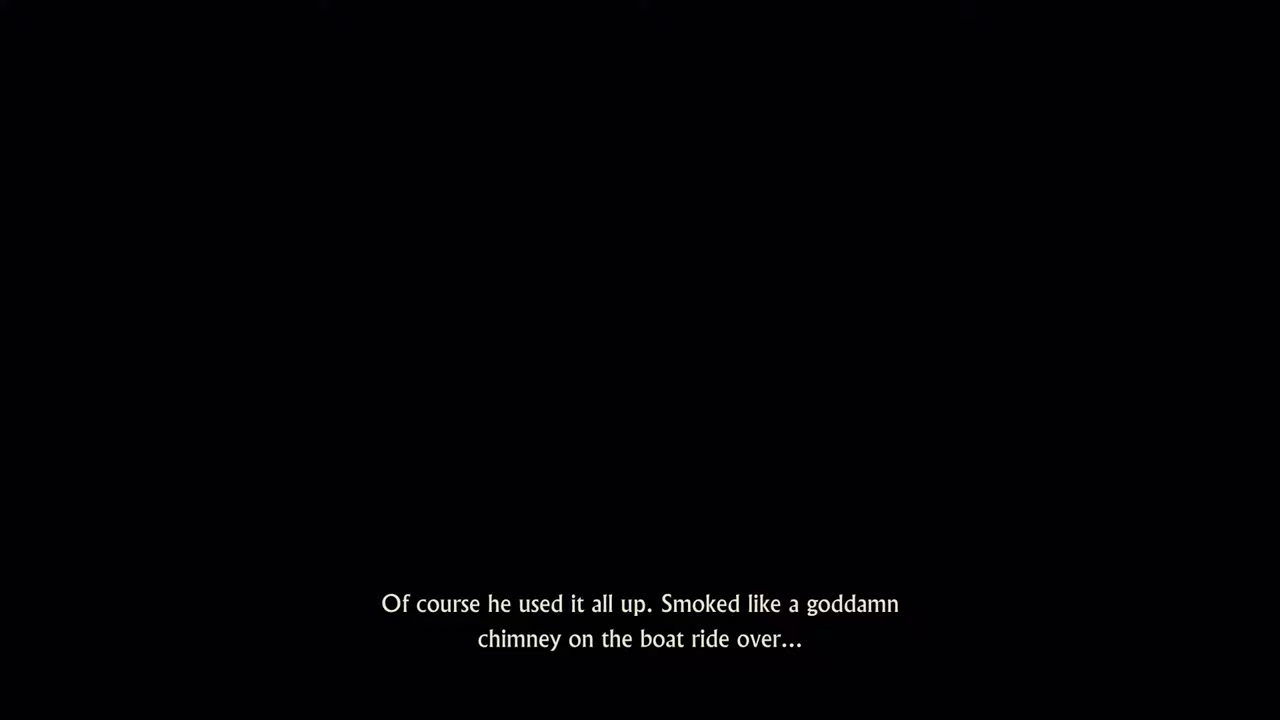 Of course he used it all up. Smoked like a goddamn
chimney on the boat ride over...